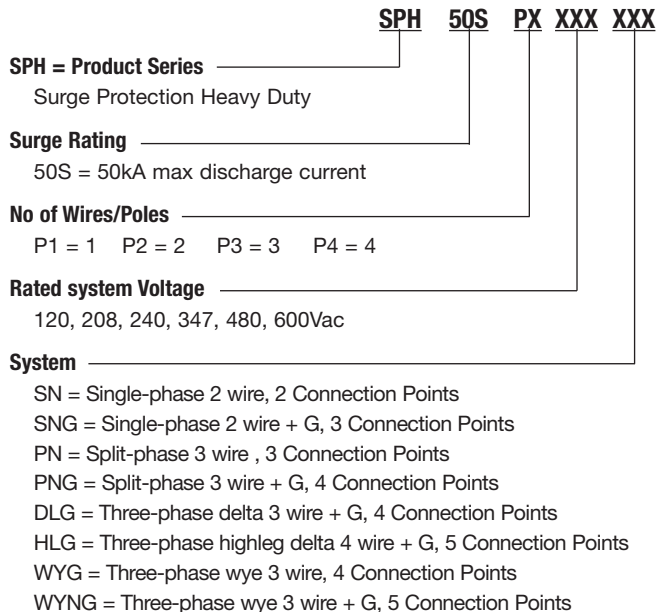 SPH 50S PX XXX XXX
SPH = Product Series
Surge Protection Heavy Duty
Surge Rating
50S = 50kA max discharge current
No of Wires/Poles
P1 = 1 P2 = 2 P3 = 3 P4 = 4
Rated system Voltage
120, 208, 240, 347, 480, 600Vac
System
SN = Single-phase 2 wire, 2 Connection Points
SNG = Single-phase 2 wire + G, 3 Connection Points
PN = Split-phase 3 wire , 3 Connection Points
PNG = Split-phase 3 wire + G, 4 Connection Points
DLG = Three-phase delta 3 wire + G, 4 Connection Points
HLG = Three-phase highleg delta 4 wire + G, 5 Connection Points
WYG = Three-phase wye 3 wire, 4 Connection Points
WYNG = Three-phase wye 3 wire + G, 5 Connection Points